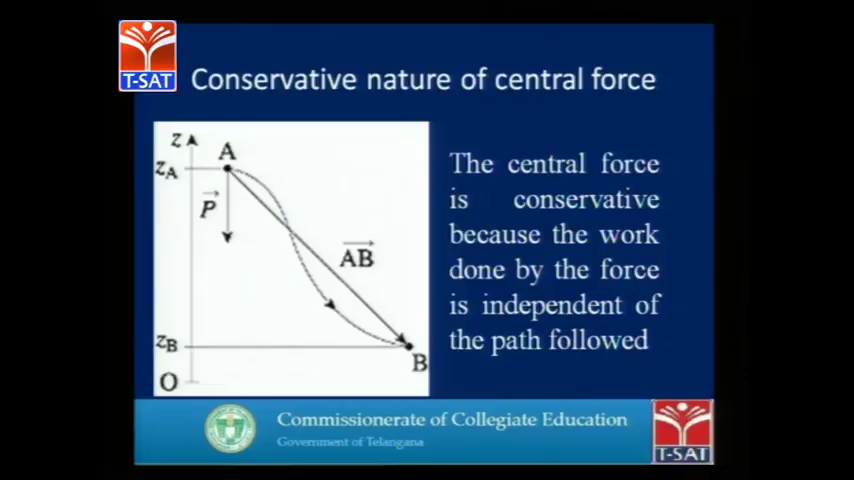 T-SAT
Conservative nature of central force
z
A
zA
P
AB
zB
B
O
The central force
is conservative
because the work
done by the force
is independent of
the path followed
Commissionerate of Collegiate Education
Government of Telangana
T-SAT